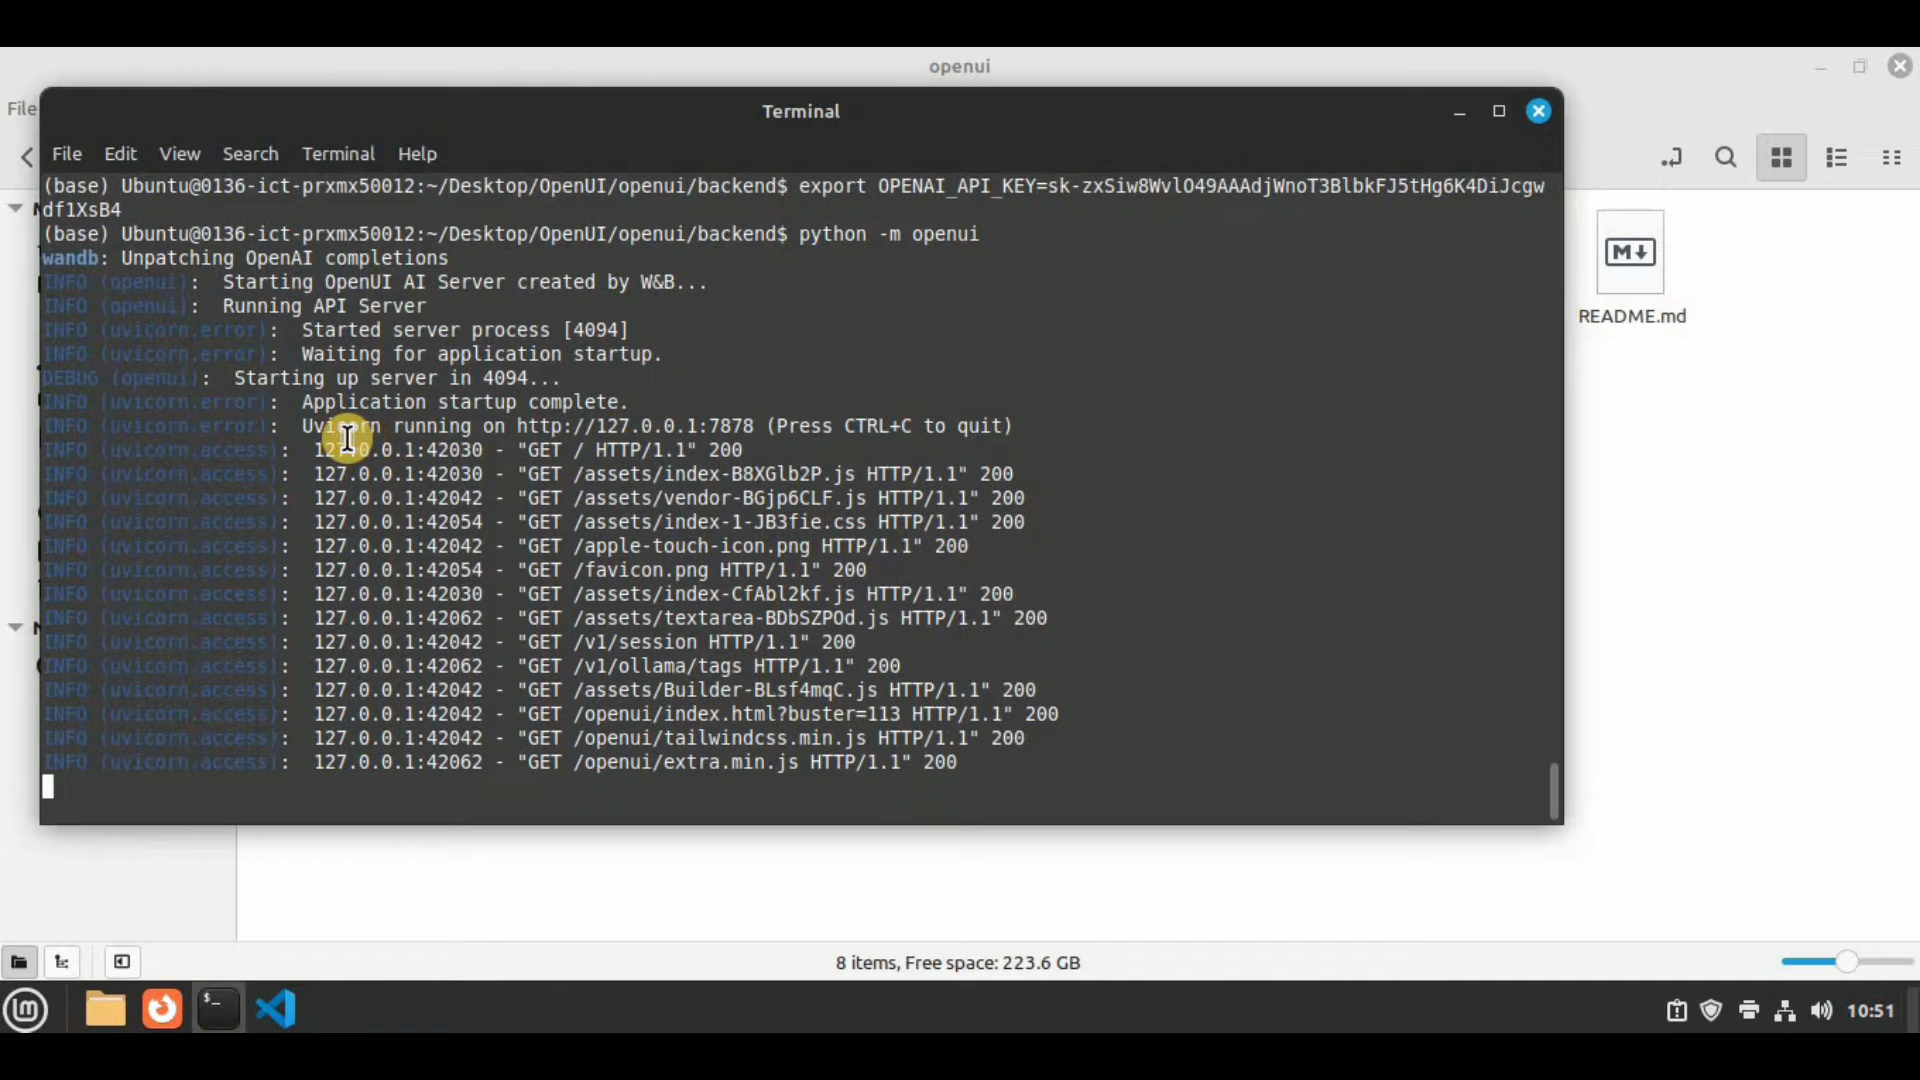 openui
File
Terminal
File Edit View Search Terminal Help
(base) Ubuntu@0136-ict-prxmx50012:~/Desktop/OpenUI/openui/backend$ export OPENAI_API_KEY=sk-zxSiw8WvlO49AAAdjWnoT3BlbkFJ5tHg6K4DiJcgw
df1XsB4
(base) Ubuntu@0136-ict-prxmx50012:~/Desktop/OpenUI/openui/backend$ python -m openui
wandb: Unpatching OpenAI completions
INFO (openui):  Starting OpenUI AI Server created by W&B...
INFO (openui):  Running API Server
INFO (uvicorn.error):  Started server process [4094]
INFO (uvicorn.error):  Waiting for application startup.
DEBUG (openui):  Starting up server in 4094...
INFO (uvicorn.error):  Application startup complete.
INFO (uvicorn.error):  Uvicorn running on http://127.0.0.1:7878 (Press CTRL+C to quit)
INFO (uvicorn.access):  127.0.0.1:42030 - "GET / HTTP/1.1" 200
INFO (uvicorn.access):  127.0.0.1:42030 - "GET /assets/index-B8XGlb2P.js HTTP/1.1" 200
INFO (uvicorn.access):  127.0.0.1:42042 - "GET /assets/vendor-BGjp6CLF.js HTTP/1.1" 200
INFO (uvicorn.access):  127.0.0.1:42054 - "GET /assets/index-1-JB3fie.css HTTP/1.1" 200
INFO (uvicorn.access):  127.0.0.1:42042 - "GET /apple-touch-icon.png HTTP/1.1" 200
INFO (uvicorn.access):  127.0.0.1:42054 - "GET /favicon.png HTTP/1.1" 200
INFO (uvicorn.access):  127.0.0.1:42030 - "GET /assets/index-CfAbl2kf.js HTTP/1.1" 200
INFO (uvicorn.access):  127.0.0.1:42062 - "GET /assets/textarea-BDbSZPOd.js HTTP/1.1" 200
INFO (uvicorn.access):  127.0.0.1:42042 - "GET /v1/session HTTP/1.1" 200
INFO (uvicorn.access):  127.0.0.1:42062 - "GET /v1/ollama/tags HTTP/1.1" 200
INFO (uvicorn.access):  127.0.0.1:42042 - "GET /assets/Builder-BLsf4mqC.js HTTP/1.1" 200
INFO (uvicorn.access):  127.0.0.1:42042 - "GET /openui/index.html?buster=113 HTTP/1.1" 200
INFO (uvicorn.access):  127.0.0.1:42042 - "GET /openui/tailwindcss.min.js HTTP/1.1" 200
INFO (uvicorn.access):  127.0.0.1:42062 - "GET /openui/extra.min.js HTTP/1.1" 200
M
README.md
8 items, Free space: 223.6 GB
10:51